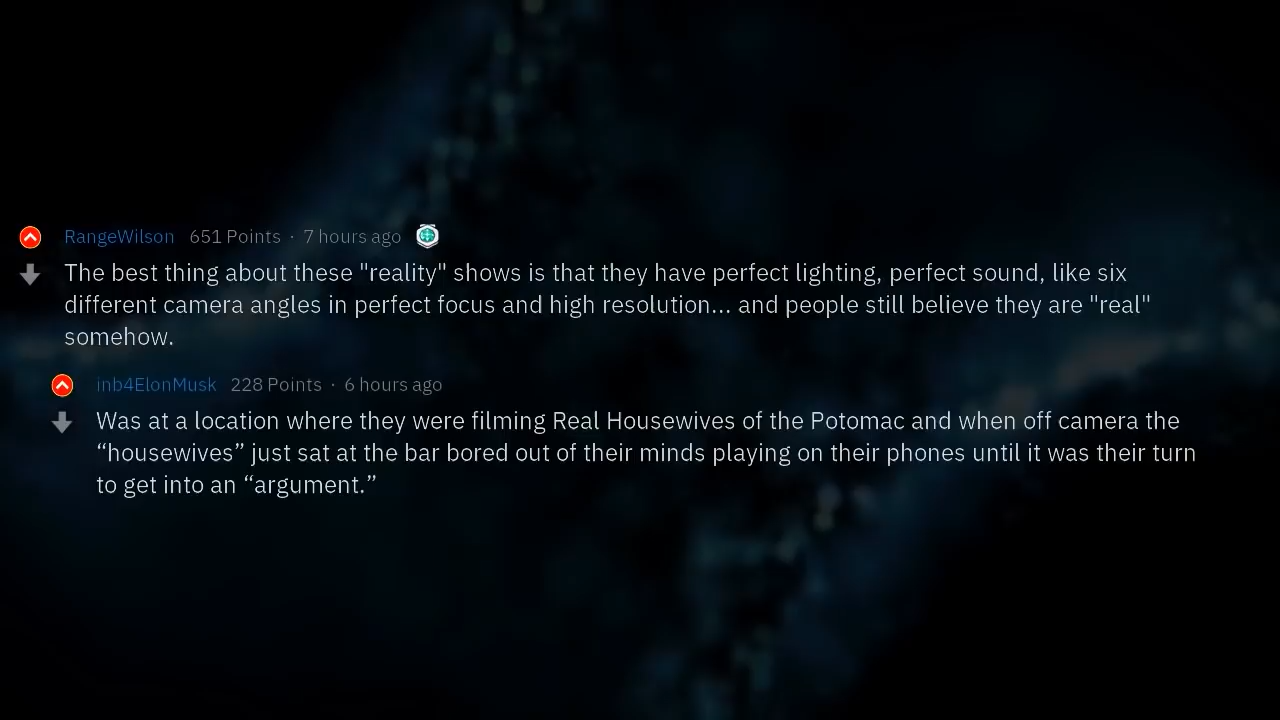 RangeWilson 651 Points · 7 hours ago
The best thing about these "reality" shows is that they have perfect lighting, perfect sound, like six
different camera angles in perfect focus and high resolution... and people still believe they are "real"
somehow.
inb4ElonMusk 228 Points · 6 hours ago
Was at a location where they were filming Real Housewives of the Potomac and when off camera the
“housewives” just sat at the bar bored out of their minds playing on their phones until it was their turn
to get into an “argument.”